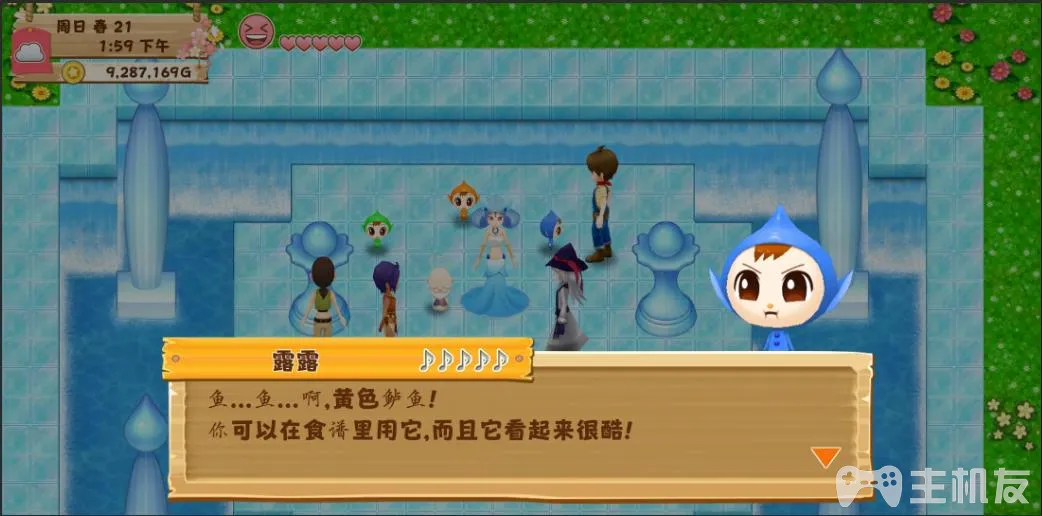 周日 春 21
1:59 下午
9,287,169G
露露
鱼...鱼...啊,黄色鲈鱼!
你可以在食谱里用它,而且它看起来很酷!
主机友